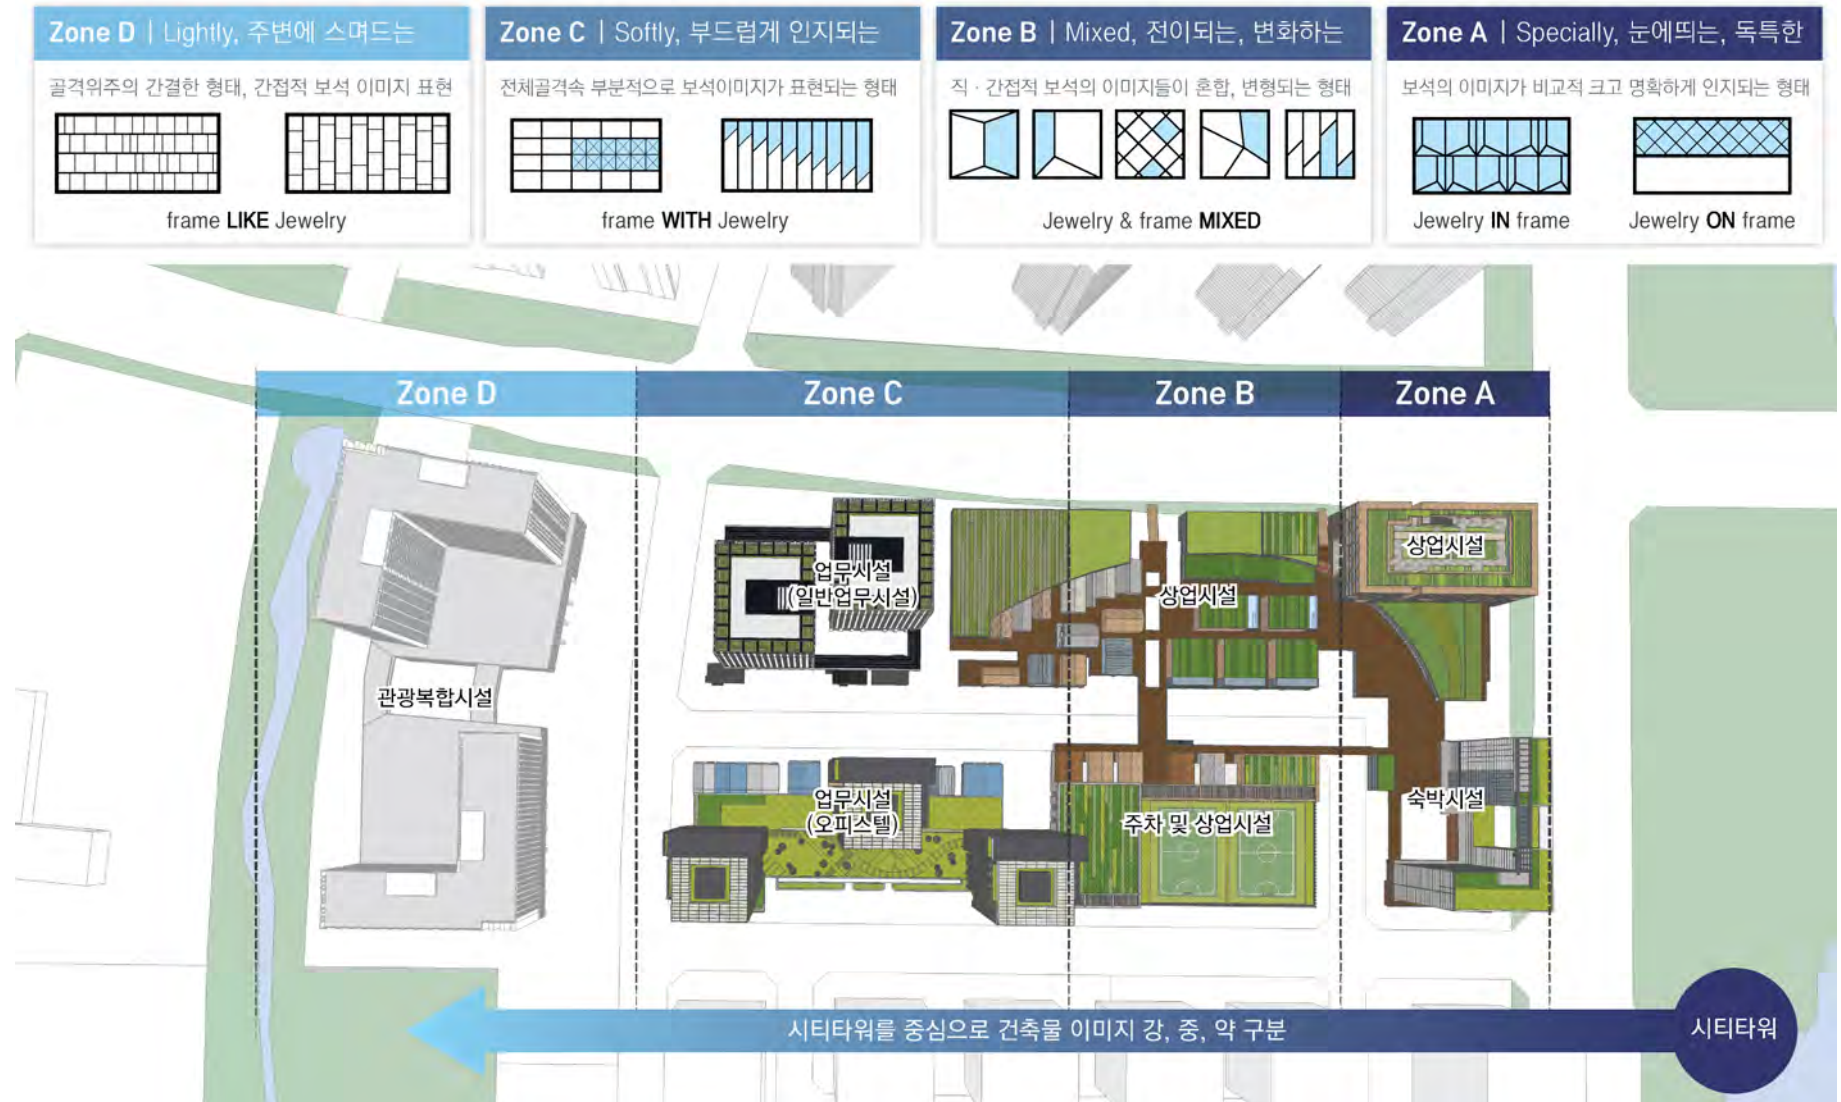 Zone D | Lightly, 주변에 스며드는
골격위주의 간결한 형태, 간접적 보석 이미지 표현
frame LIKE Jewelry
Zone C | Softly, 부드럽게 인지되는
전체골격속 부분적으로 보석이미지가 표현되는 형태
frame WITH Jewelry
Zone B | Mixed, 전이되는, 변화하는
직 · 간접적 보석의 이미지들이 혼합, 변형되는 형태
Jewelry & frame MIXED
Zone A | Specially, 눈에띄는, 독특한
보석의 이미지가 비교적 크고 명확하게 인지되는 형태
Jewelry IN frame
Jewelry ON frame
Zone D
Zone C
Zone B
Zone A
업무시설
(일반업무시설)
상업시설
상업시설
관광복합시설
업무시설
(오피스텔)
주차 및 상업시설
숙박시설
시티타워를 중심으로 건축물 이미지 강, 중, 약 구분
시티타워